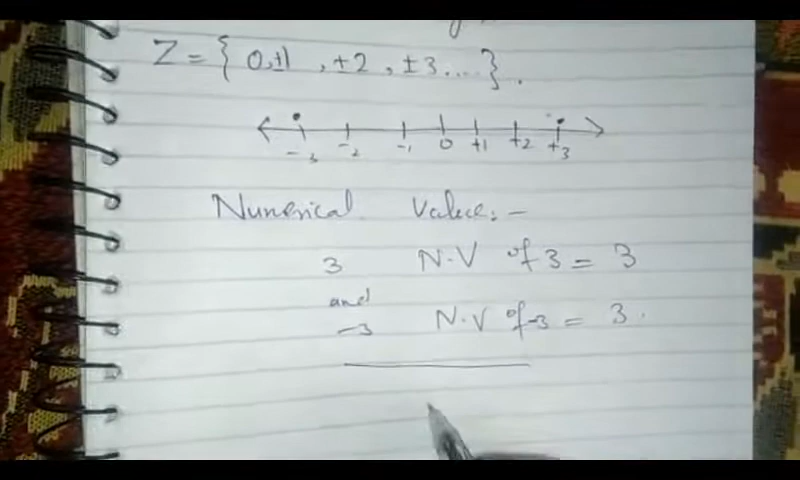 Z = { 0, ±1 , ±2 , ±3 .... } .
-3 -2 -1 0 +1 +2 +3
Numerical Value : -
3 N.V of 3 = 3
and
-3 N.V of -3 = 3 .